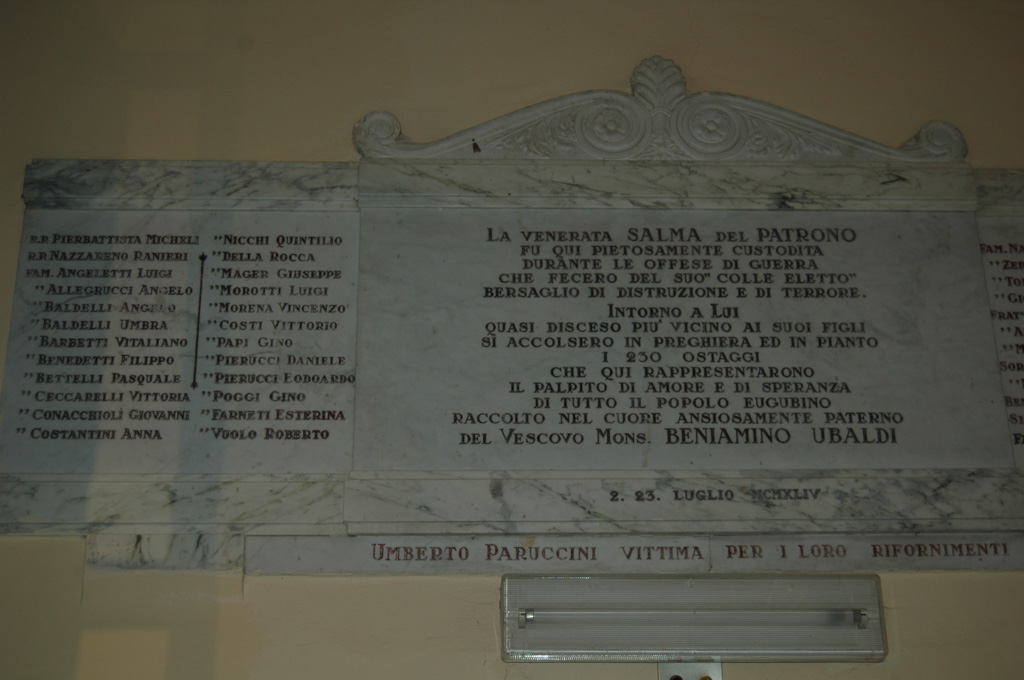 R.P. PIERBATTISTA MICHELI
R.P. NAZZARENO RANIERI
FAM. ANGELETTI LUIGI
" ALLEGRUCCI ANGELO
" BALDELLI ANGELO
" BALDELLI UMBRA
" BARBETTI VITALIANO
" BENEDETTI FILIPPO
" BETTELLI PASQUALE
" CECCARELLI VITTORIA
" CONACCHIOLI GIOVANNI
" COSTANTINI ANNA
" NICCHI QUINTILIO
" DELLA ROCCA
" MAGER GIUSEPPE
" MOROTTI LUIGI
" MORENA VINCENZO
" COSTI VITTORIO
" PAPI GINO
" PIERUCCI DANIELE
" PIERUCCI EDOARDO
" POGGI GINO
" FARNETI ESTERINA
" VUOLO ROBERTO
LA VENERATA SALMA DEL PATRONO
FU QUI PIETOSAMENTE CUSTODITA
DURANTE LE OFFESE DI GUERRA
CHE FECERO DEL SUO "COLLE ELETTO"
BERSAGLIO DI DISTRUZIONE E DI TERRORE.
INTORNO A LUI
QUASI DISCESO PIU' VICINO AI SUOI FIGLI
SI ACCOLSERO IN PREGHIERA ED IN PIANTO
I 230 OSTAGGI
CHE QUI RAPPRESENTARONO
IL PALPITO DI AMORE E DI SPERANZA
DI TUTTO IL POPOLO EUGUBINO
RACCOLTO NEL CUORE ANSIOSAMENTE PATERNO
DEL VESCOVO MONS. BENIAMINO UBALDI
2. 23. LUGLIO MCMXLIV
FAM.
UMBERTO PARUCCINI VITTIMA PER I LORO RIFORNIMENTI